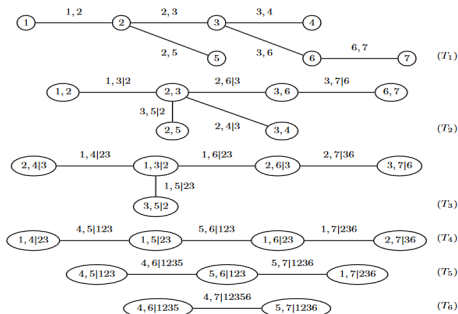 1,2 2,3 3,4
1 2 3 4
2,5 3,6 6,7
5 6 7 (T₁)
1,3|2 2,6|3 3,7|6
1,2 2,3 3,6 6,7
3,5|2 2,4|3
2,5 3,4 (T₂)
1,4|23 1,6|23 2,7|36
2,4|3 1,3|2 2,6|3 3,7|6
1,5|23
3,5|2 (T₃)
4,5|123 5,6|123 1,7|236
1,4|23 1,5|23 1,6|23 2,7|36 (T₄)
4,6|1235 5,7|1236
4,5|123 5,6|123 1,7|236 (T₅)
4,7|12356
4,6|1235 5,7|1236 (T₆)